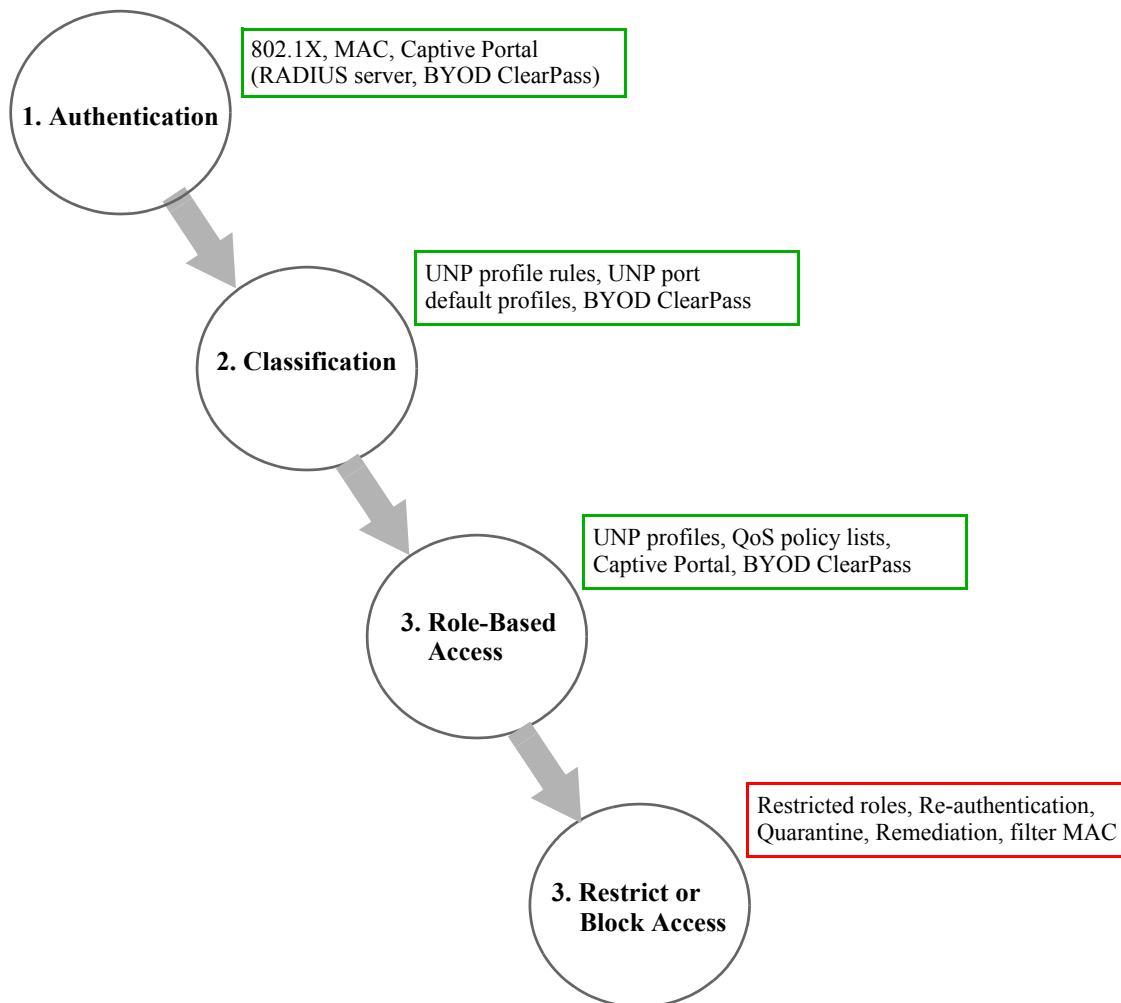 802.1X, MAC, Captive Portal
(RADIUS server, BYOD ClearPass)
1. Authentication
UNP profile rules, UNP port
default profiles, BYOD ClearPass
2. Classification
UNP profiles, QoS policy lists,
Captive Portal, BYOD ClearPass
3. Role-Based
Access
Restricted roles, Re-authentication,
Quarantine, Remediation, filter MAC
3. Restrict or
Block Access